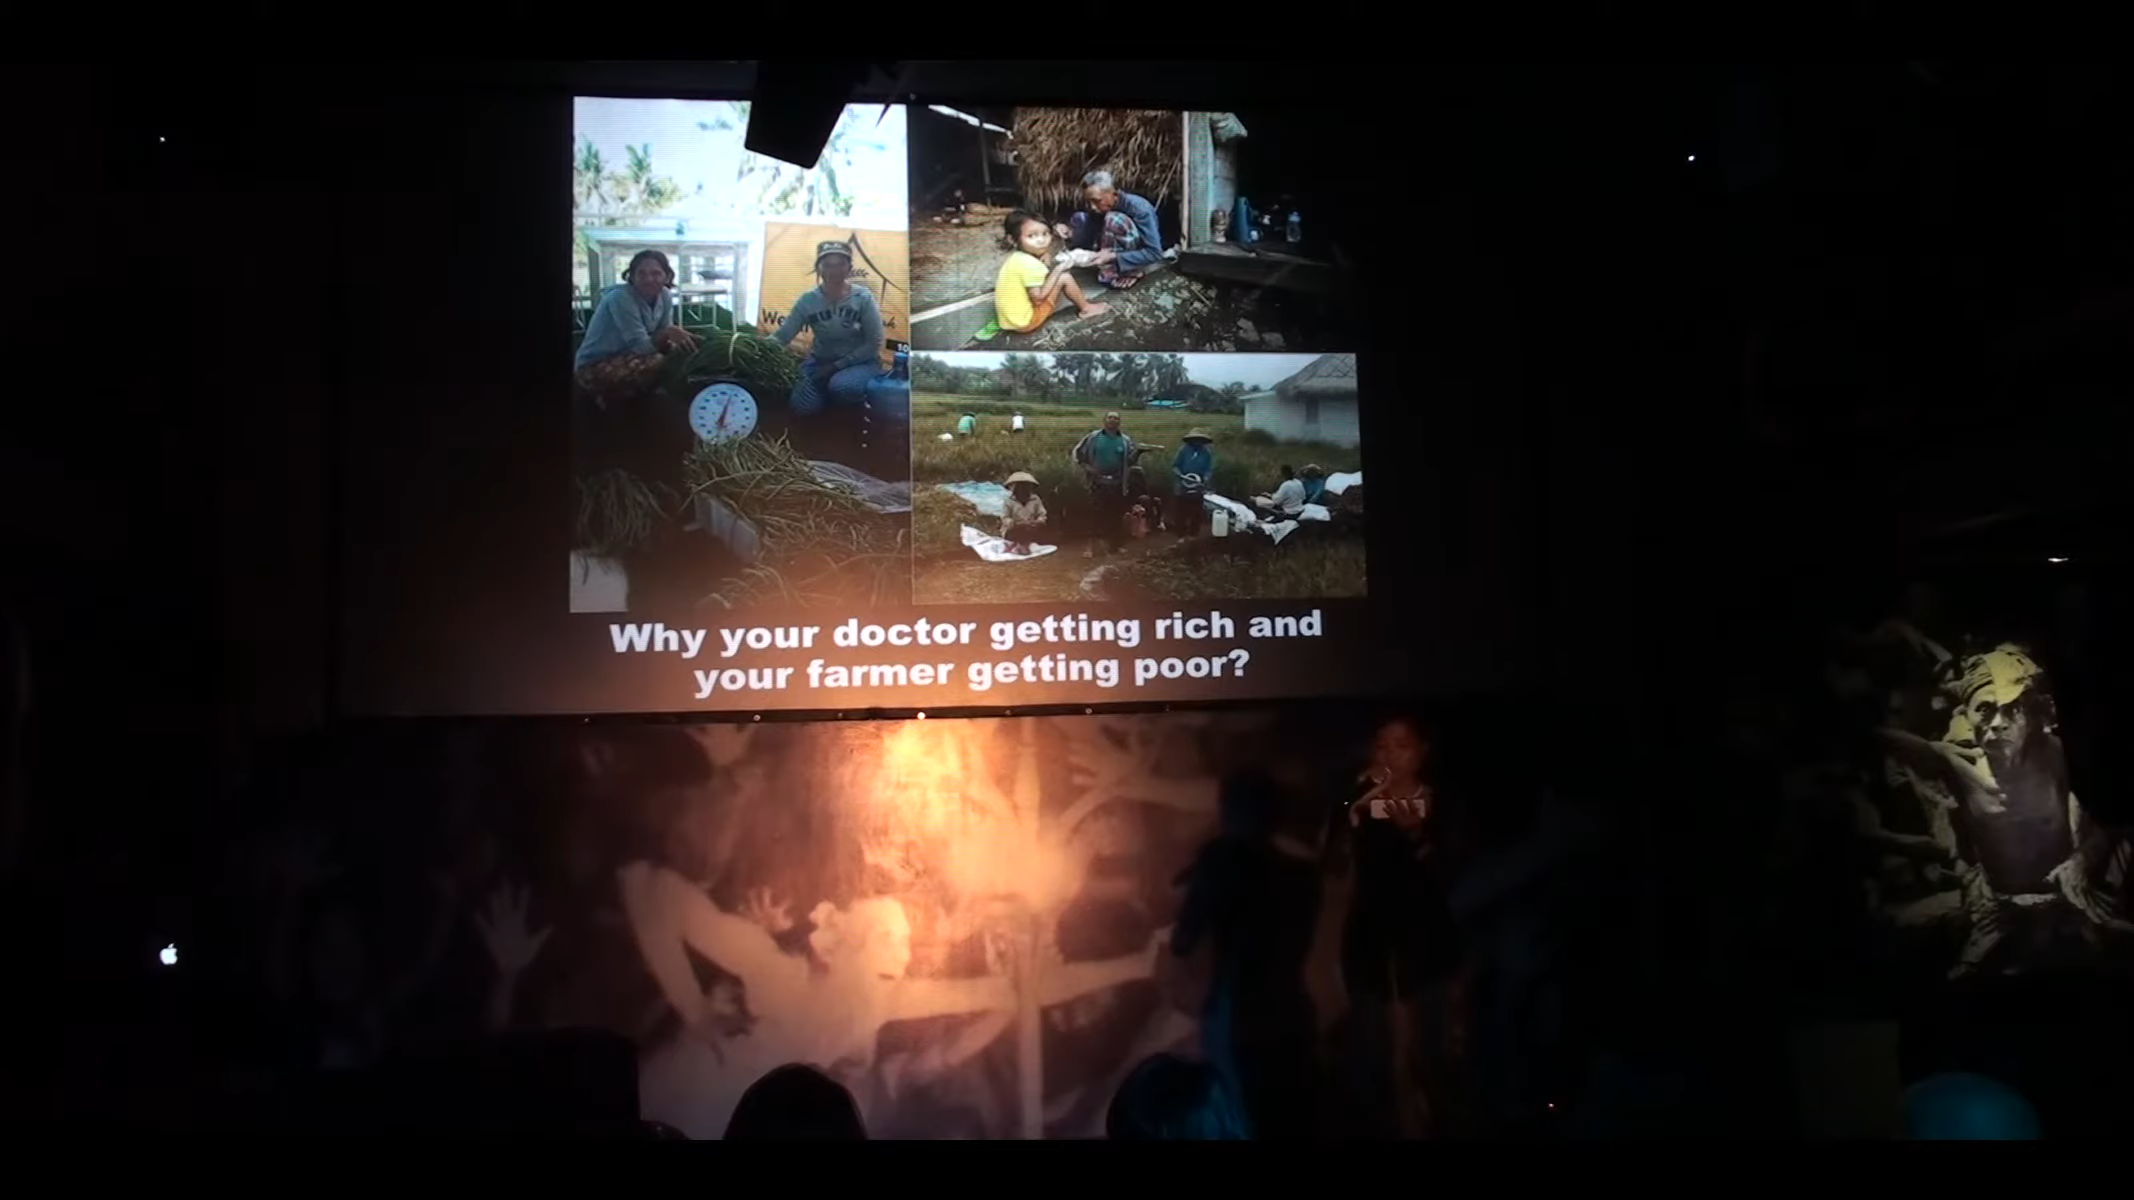 Why your doctor getting rich and
your farmer getting poor?